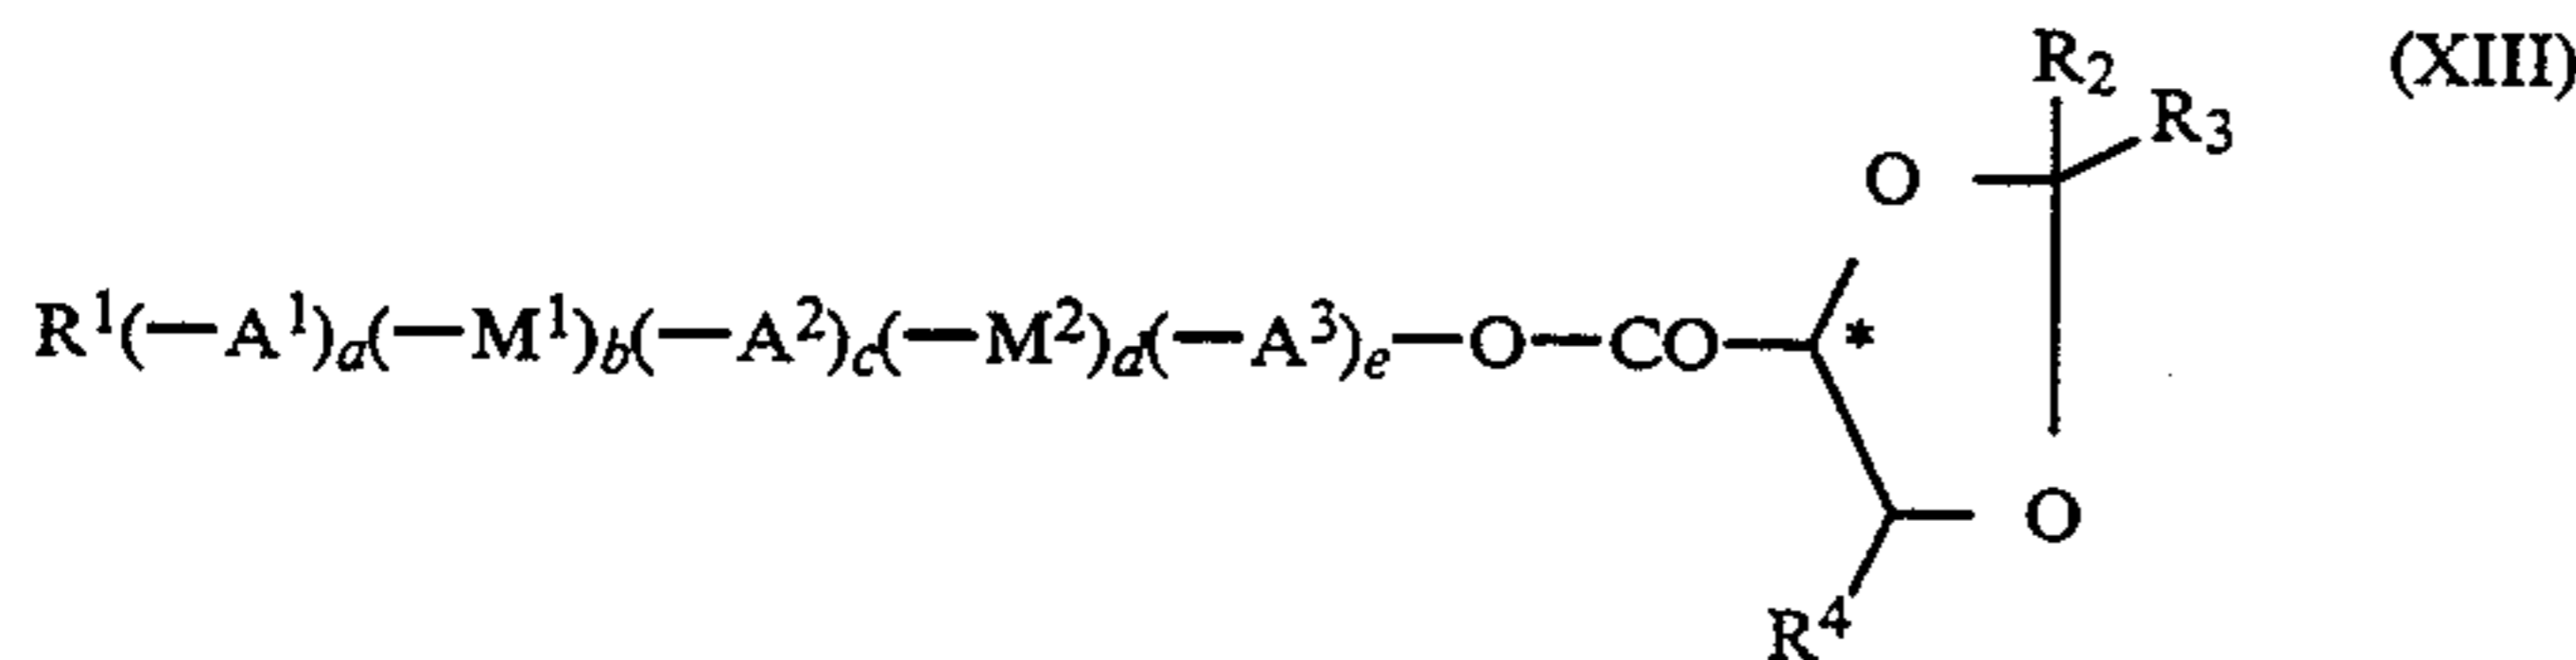 R2 (XIII)
R3
O
R¹(—A¹)a(—M¹)b(—A²)c(—M²)d(—A³)e—O—CO—*
O
R⁴